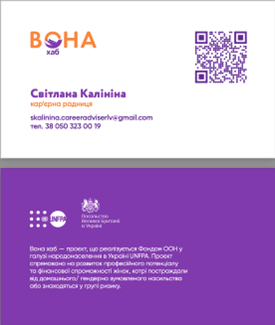 ВОНА
хаб
Світлана Калініна
кар'єрна радниця
skalinina.careeradviserlv@gmail.com
тел. 38 050 323 00 19
UNFPA
Посольство
Великої Британії
в Україні
Вона хаб — проєкт, що реалізується Фондом ООН у
галузі народонаселення в Україні UNFPA. Проєкт
спрямовано на розвиток професійного потенціалу
та фінансової спроможності жінок, котрі постраждали
від домашнього/ гендерно зумовленого насильства
або знаходяться у групі ризику.